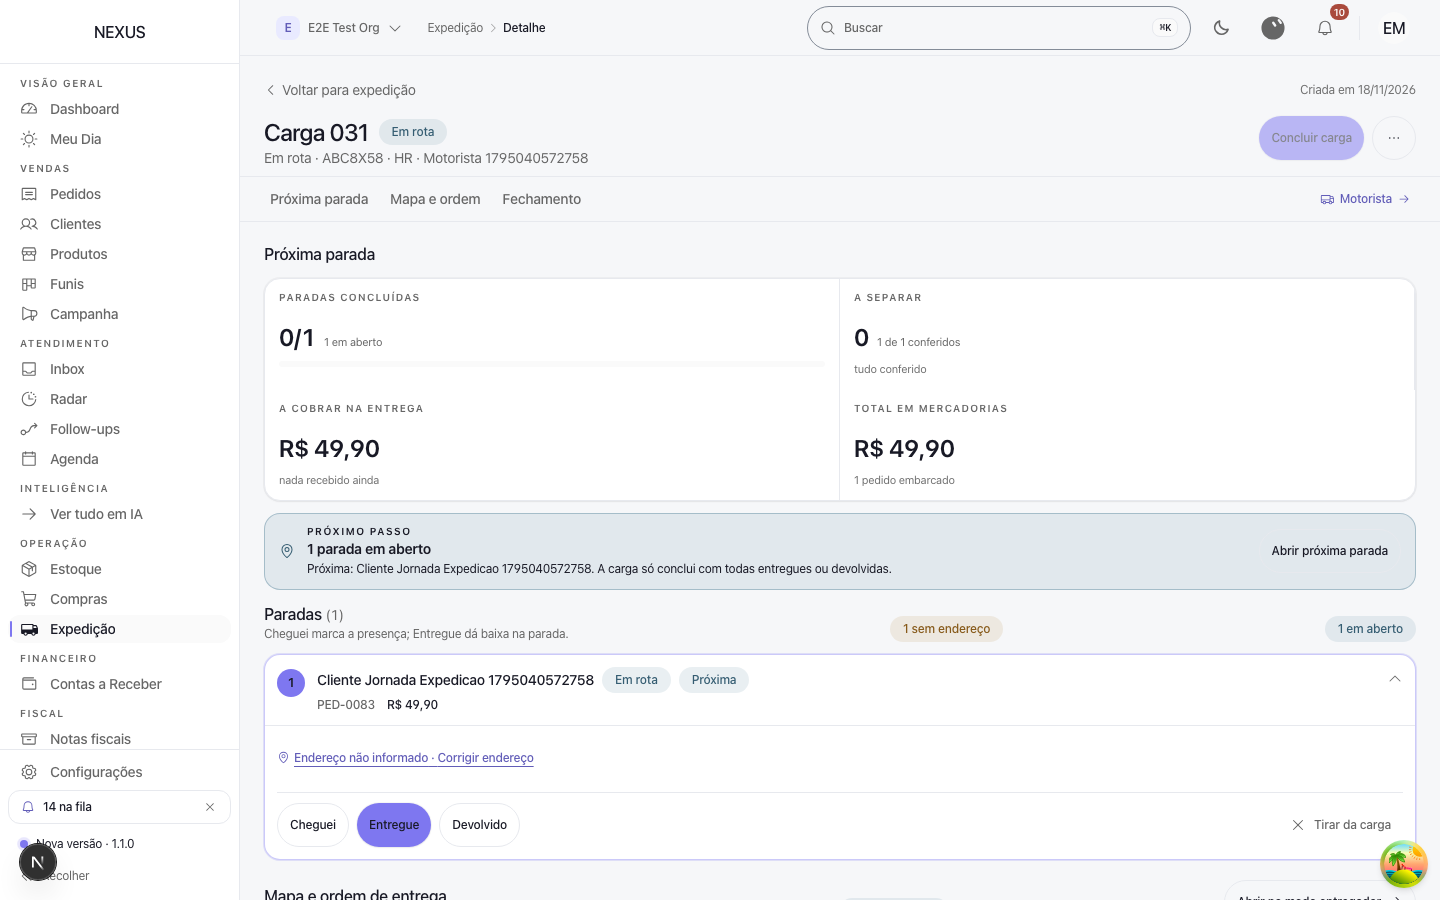 NEXUS
E
E2E Test Org
Expedição
Detalhe
Buscar
⌘K
10
EM
VISÃO GERAL
Dashboard
Meu Dia
VENDAS
Pedidos
Clientes
Produtos
Funis
Campanha
ATENDIMENTO
Inbox
Radar
Follow-ups
Agenda
INTELIGÊNCIA
Ver tudo em IA
OPERAÇÃO
Estoque
Compras
Expedição
FINANCEIRO
Contas a Receber
FISCAL
Notas fiscais
Configurações
14 na fila
Nova versão · 1.1.0
N
Voltar para expedição
Criada em 18/11/2026
Carga 031
Em rota
Em rota · ABC8X58 · HR · Motorista 1795040572758
Concluir carga
···
Próxima parada
Mapa e ordem
Fechamento
Motorista
Próxima parada
PARADAS CONCLUÍDAS
0/1 1 em aberto
A SEPARAR
0 1 de 1 conferidos
tudo conferido
A COBRAR NA ENTREGA
R$ 49,90
nada recebido ainda
TOTAL EM MERCADORIAS
R$ 49,90
1 pedido embarcado
PRÓXIMO PASSO
1 parada em aberto
Próxima: Cliente Jornada Expedicao 1795040572758. A carga só conclui com todas entregues ou devolvidas.
Abrir próxima parada
Paradas (1)
Cheguei marca a presença; Entregue dá baixa na parada.
1 sem endereço
1 em aberto
1
Cliente Jornada Expedicao 1795040572758
Em rota
Próxima
PED-0083 R$ 49,90
Endereço não informado · Corrigir endereço
Cheguei
Entregue
Devolvido
Tirar da carga
Mapa e ordem de entrega
Abrir no modo entregador